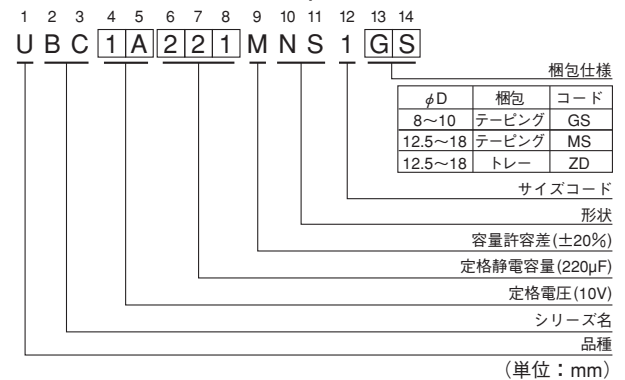 1 2 3 4 5 6 7 8 9 10 11 12 13 14
U B C 1 A 2 2 1 M N S 1 G S
梱包仕様
φD 梱包 コード
8～10 テーピング GS
12.5～18 テーピング MS
12.5～18 トレー ZD
サイズコード
形状
容量許容差(±20%)
定格静電容量(220µF)
定格電圧(10V)
シリーズ名
品種
（単位：mm）